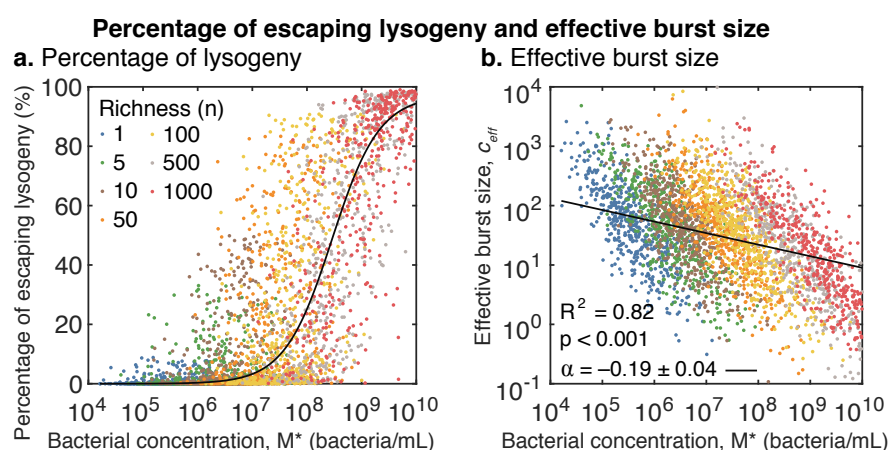 Percentage of escaping lysogeny and effective burst size
a. Percentage of lysogeny
Percentage of escaping lysogeny (%)
100
80
60
40
20
0
Richness (n)
1 100
5 500
10 1000
50
10^4 10^5 10^6 10^7 10^8 10^9 10^10
Bacterial concentration, M* (bacteria/mL)
b. Effective burst size
Effective burst size, c_eff
10^4
10^3
10^2
10^1
10^0
10^-1
R^2 = 0.82
p < 0.001
α = −0.19 ± 0.04
10^4 10^5 10^6 10^7 10^8 10^9 10^10
Bacterial concentration, M* (bacteria/mL)